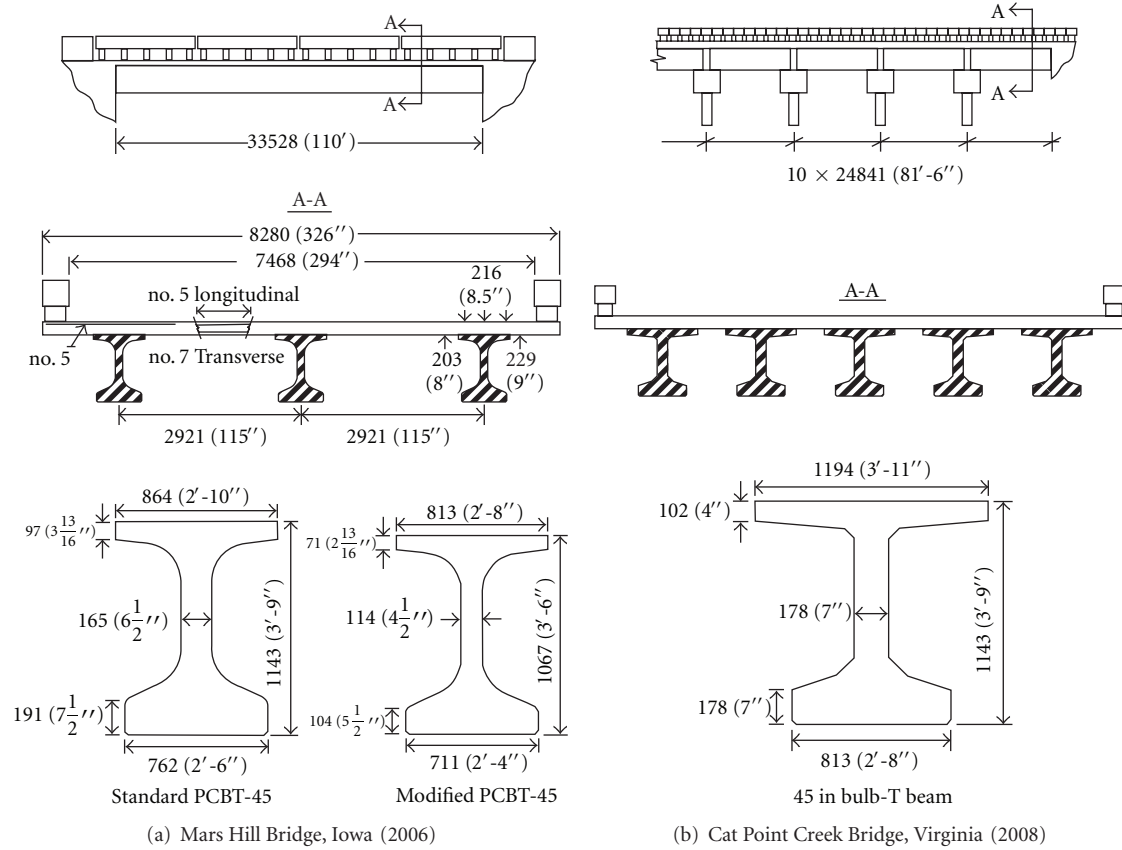 A
A
33528 (110′)
A-A
8280 (326′′)
7468 (294′′)
216
(8.5′′)
no. 5 longitudinal
no. 5
no. 7 Transverse
203
(8′′)
229
(9′′)
2921 (115′′)
2921 (115′′)
864 (2′-10′′)
97 (3 13/16 ′′)
165 (6 1/2 ′′)
1143 (3′-9′′)
191 (7 1/2 ′′)
762 (2′-6′′)
Standard PCBT-45
813 (2′-8′′)
71 (2 13/16 ′′)
114 (4 1/2 ′′)
1067 (3′-6′′)
104 (5 1/2 ′′)
711 (2′-4′′)
Modified PCBT-45
(a) Mars Hill Bridge, Iowa (2006)
A
A
10 × 24841 (81′-6′′)
A-A
1194 (3′-11′′)
102 (4′′)
178 (7′′)
1143 (3′-9′′)
178 (7′′)
813 (2′-8′′)
45 in bulb-T beam
(b) Cat Point Creek Bridge, Virginia (2008)